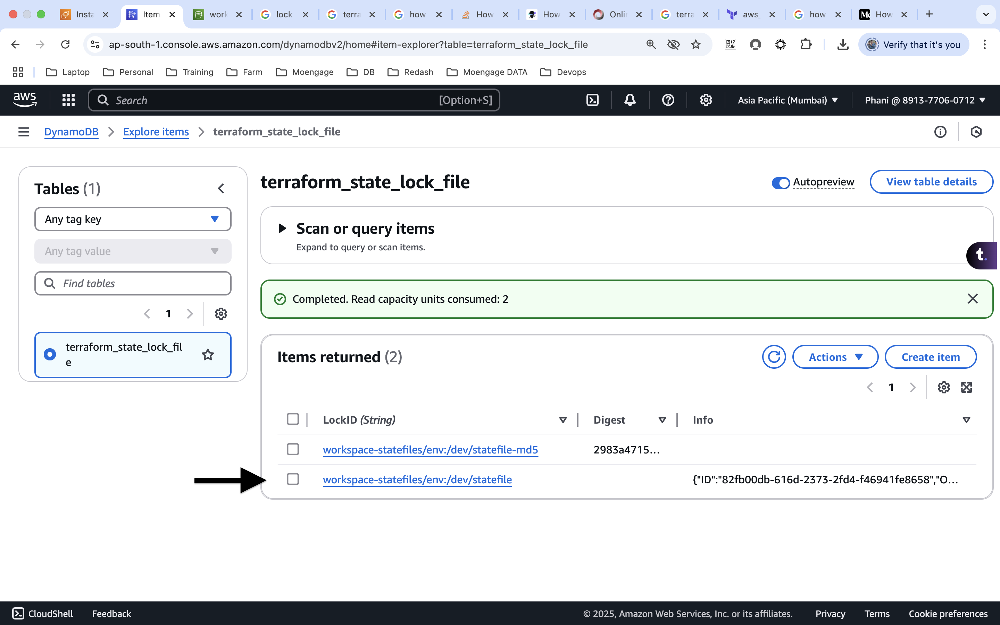 Insta
Item
work
lock
terra
how
How
How
Onlin
terra
aws_
how
How
ap-south-1.console.aws.amazon.com/dynamodbv2/home#item-explorer?table=terraform_state_lock_file
Verify that it's you
Laptop
Personal
Training
Farm
Moengage
DB
Redash
Moengage DATA
Devops
aws
Search
[Option+S]
Asia Pacific (Mumbai)
Phani @ 8913-7706-0712
DynamoDB
Explore items
terraform_state_lock_file
Tables (1)
Any tag key
Any tag value
Find tables
1
terraform_state_lock_fil
e
terraform_state_lock_file
Autopreview
View table details
Scan or query items
Expand to query or scan items.
t.
Completed. Read capacity units consumed: 2
Items returned (2)
Actions
Create item
1
LockID (String)
Digest
Info
workspace-statefiles/env:/dev/statefile-md5
2983a4715...
workspace-statefiles/env:/dev/statefile
{"ID":"82fb00db-616d-2373-2fd4-f46941fe8658","O...
CloudShell
Feedback
© 2025, Amazon Web Services, Inc. or its affiliates.
Privacy
Terms
Cookie preferences